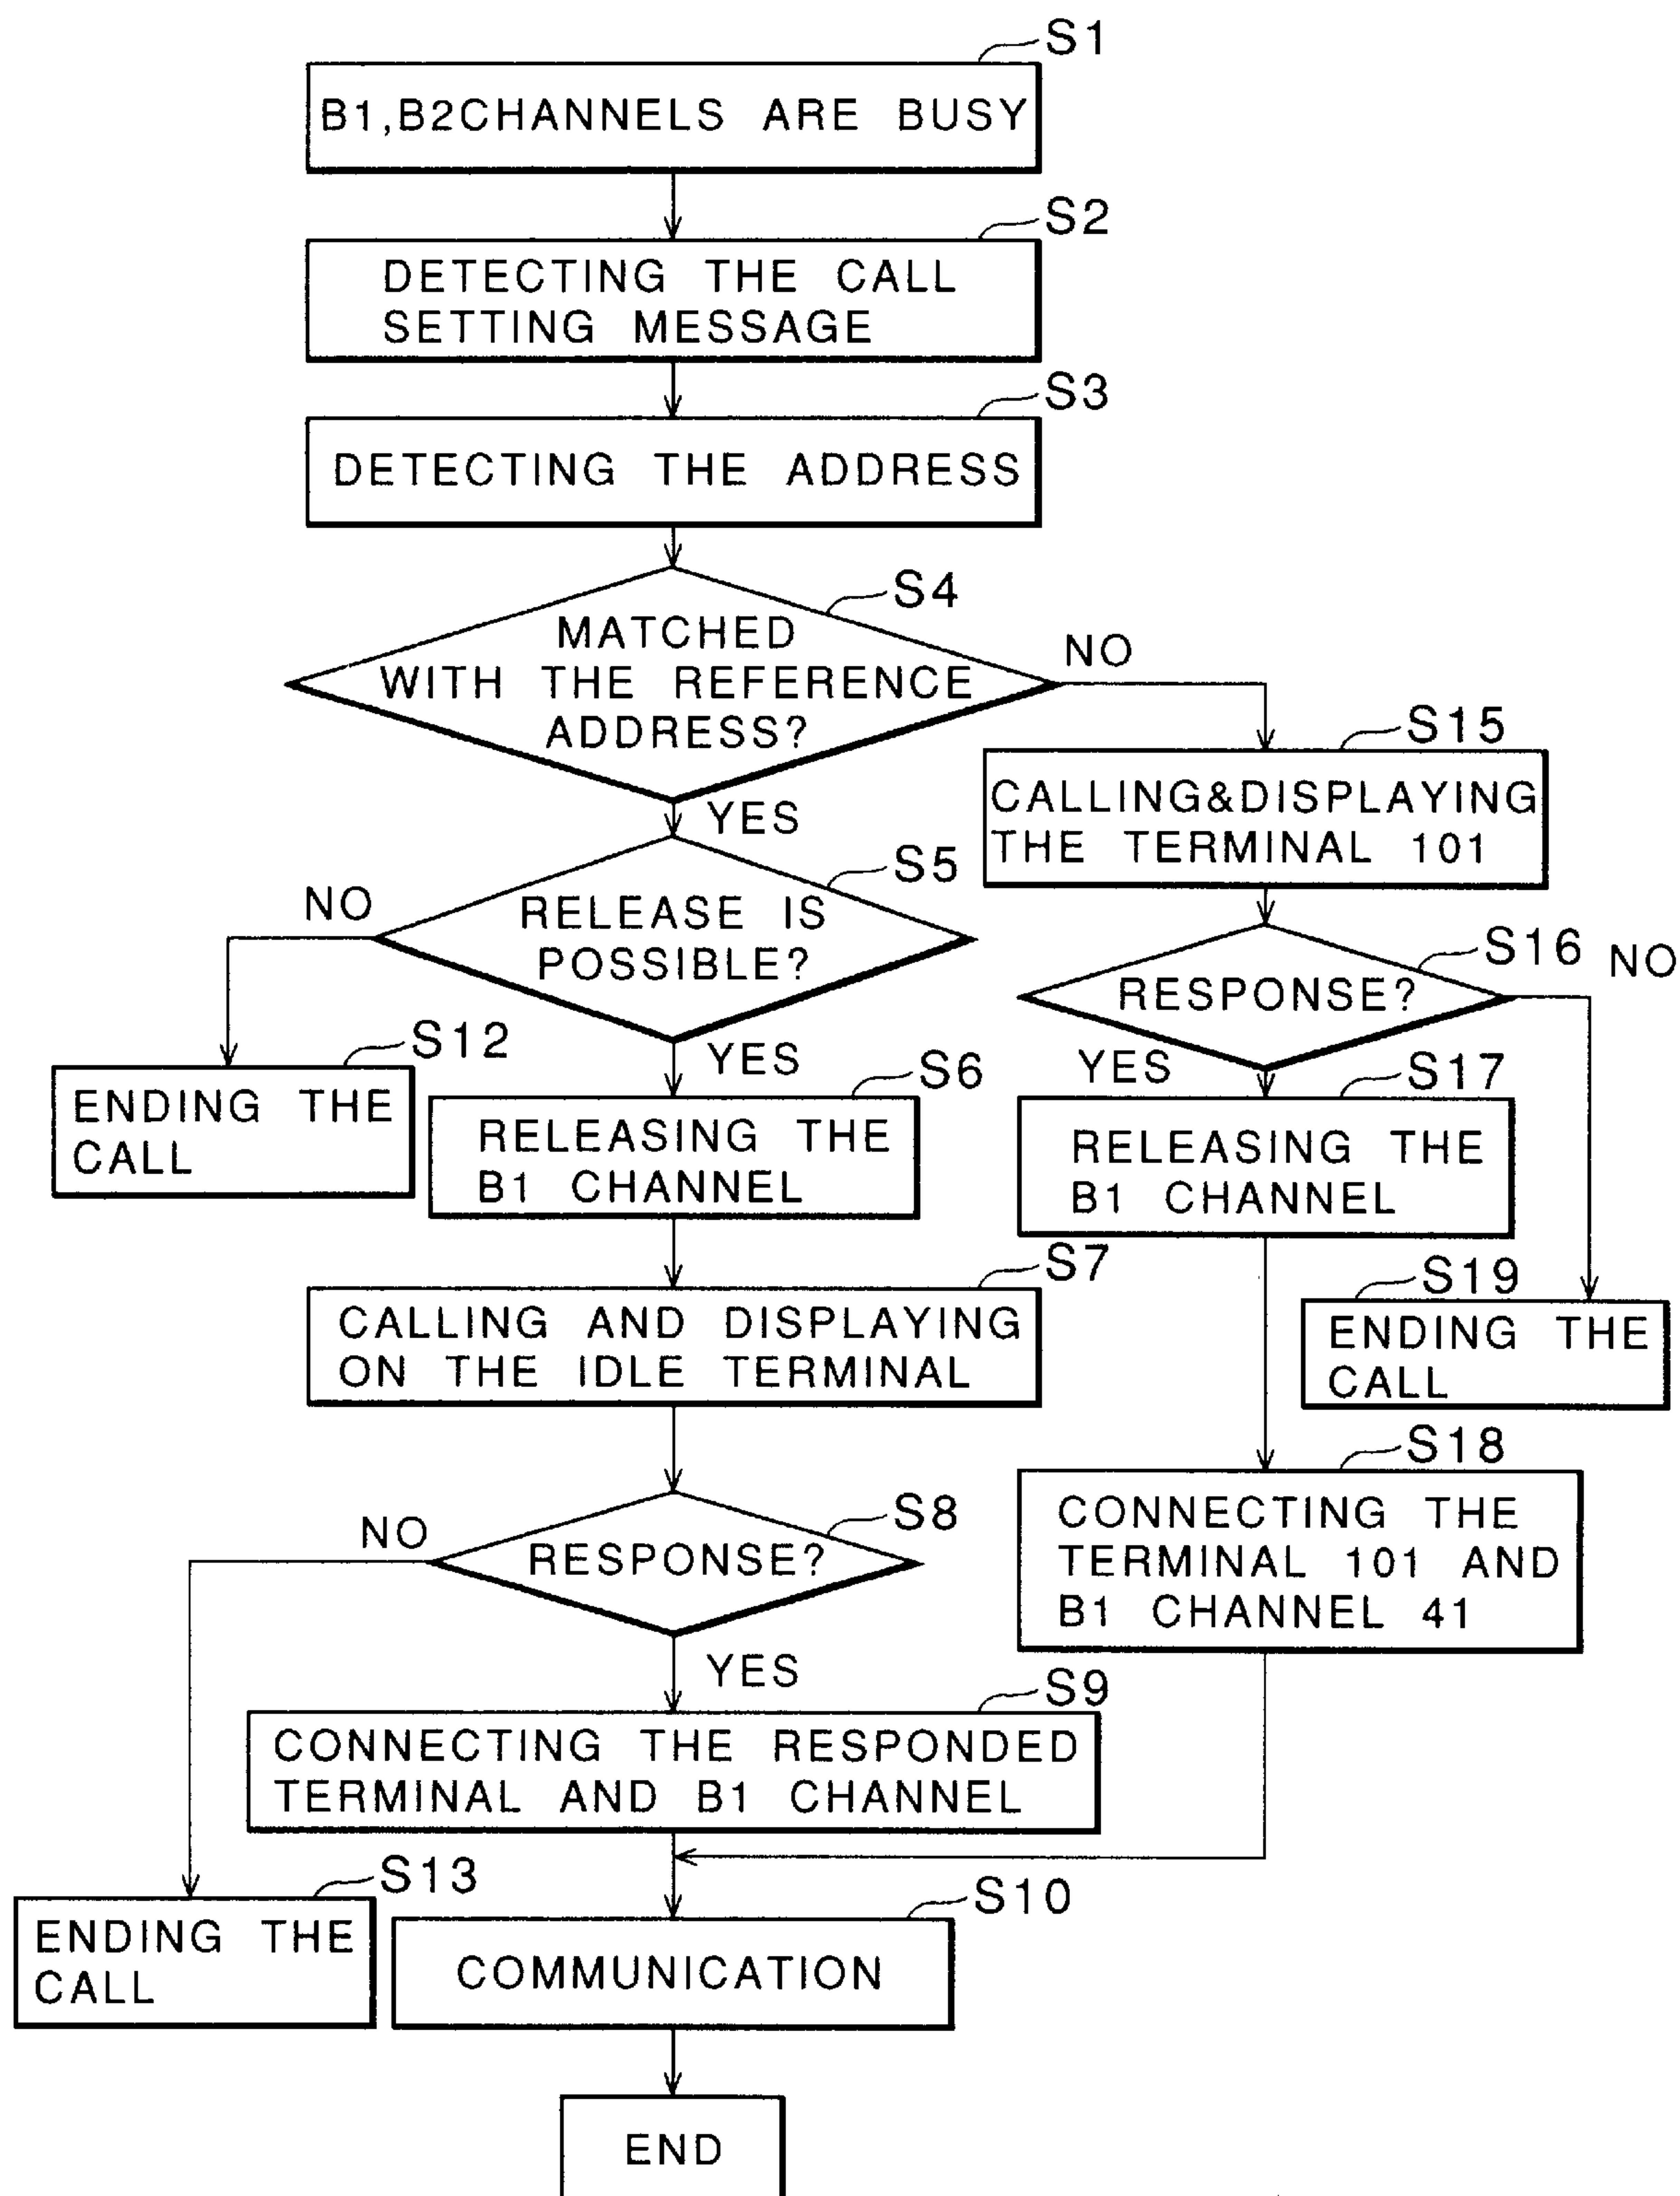 S1
B1,B2CHANNELS ARE BUSY
S2
DETECTING THE CALL
SETTING MESSAGE
S3
DETECTING THE ADDRESS
S4
MATCHED
WITH THE REFERENCE
ADDRESS?
NO
YES
S15
CALLING&DISPLAYING
THE TERMINAL 101
S5
RELEASE IS
POSSIBLE?
NO
YES
S16
RESPONSE?
NO
YES
S12
ENDING THE
CALL
S6
RELEASING THE
B1 CHANNEL
S17
RELEASING THE
B1 CHANNEL
S7
CALLING AND DISPLAYING
ON THE IDLE TERMINAL
S19
ENDING THE
CALL
S18
CONNECTING THE
TERMINAL 101 AND
B1 CHANNEL 41
S8
RESPONSE?
NO
YES
S9
CONNECTING THE RESPONDED
TERMINAL AND B1 CHANNEL
S13
ENDING THE
CALL
S10
COMMUNICATION
END